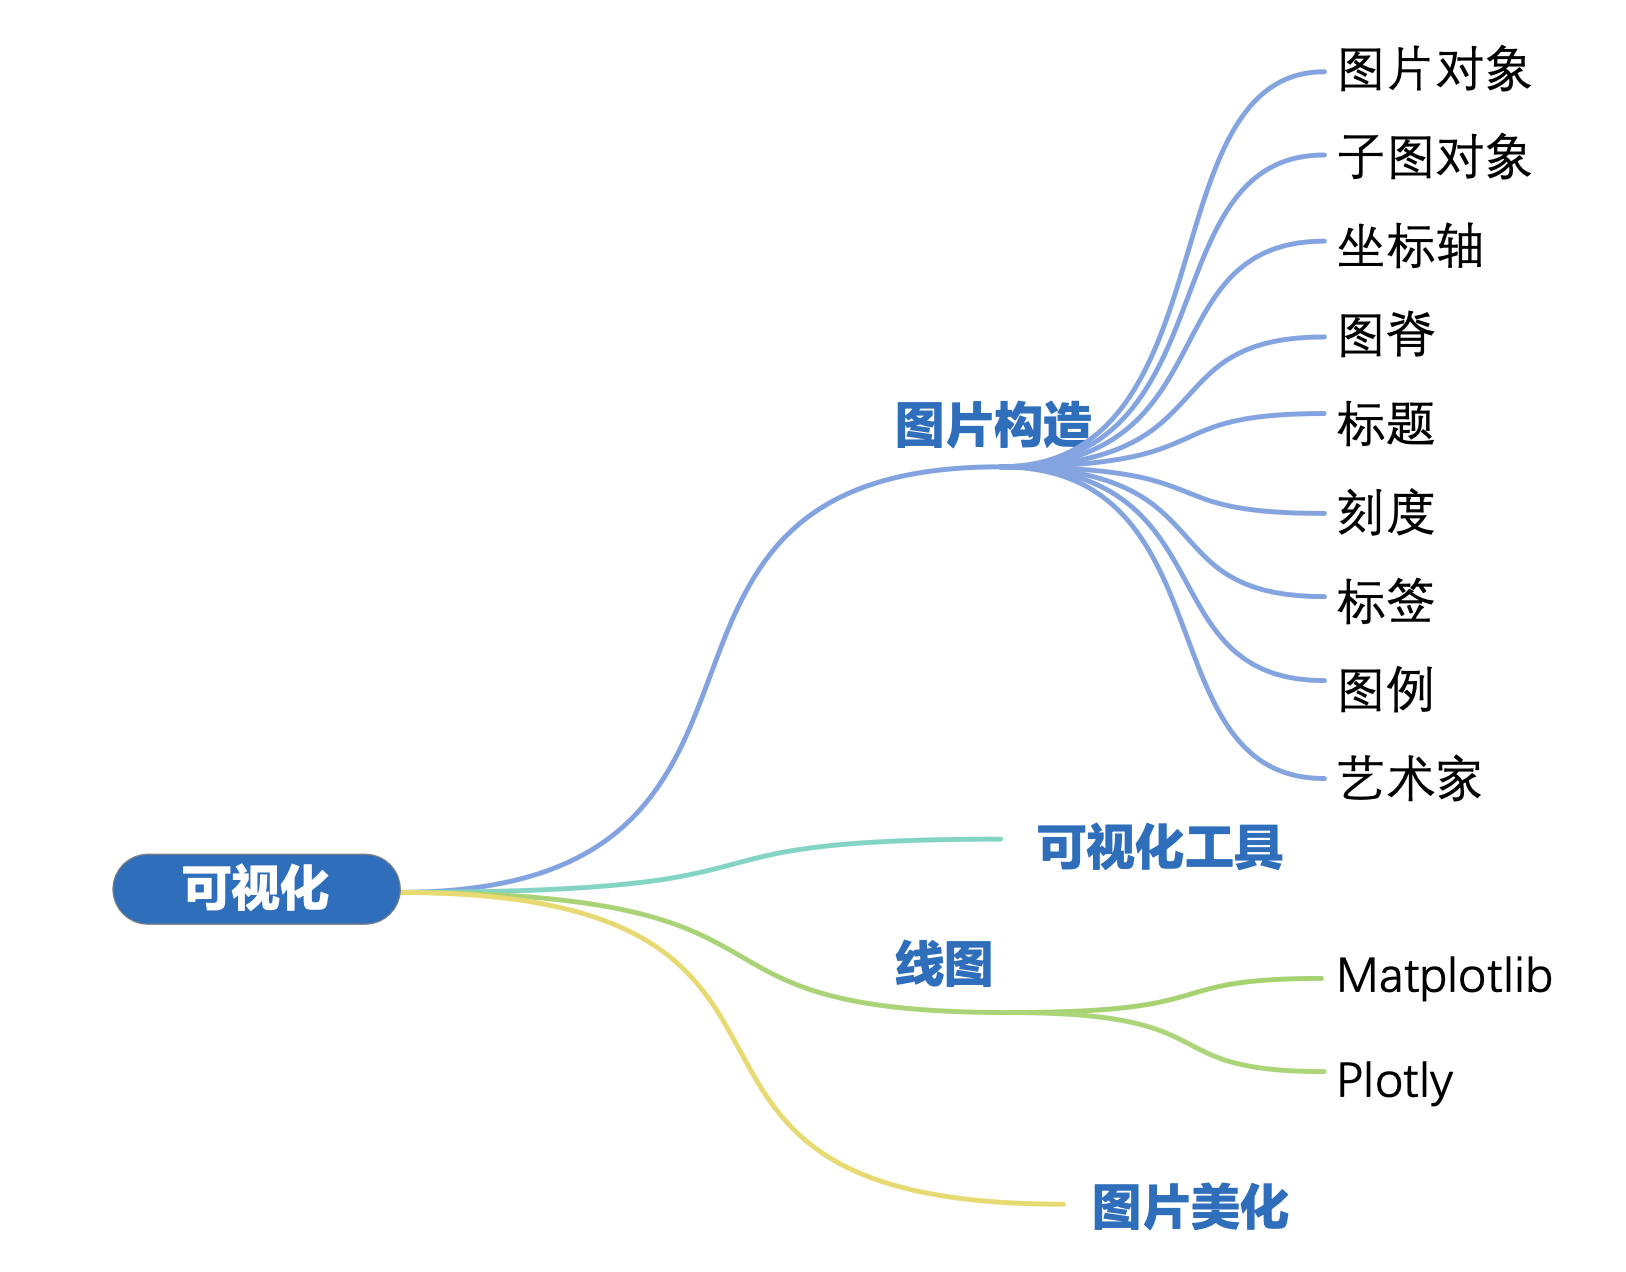 可视化
图片构造
图片对象
子图对象
坐标轴
图脊
标题
刻度
标签
图例
艺术家
可视化工具
线图
Matplotlib
Plotly
图片美化